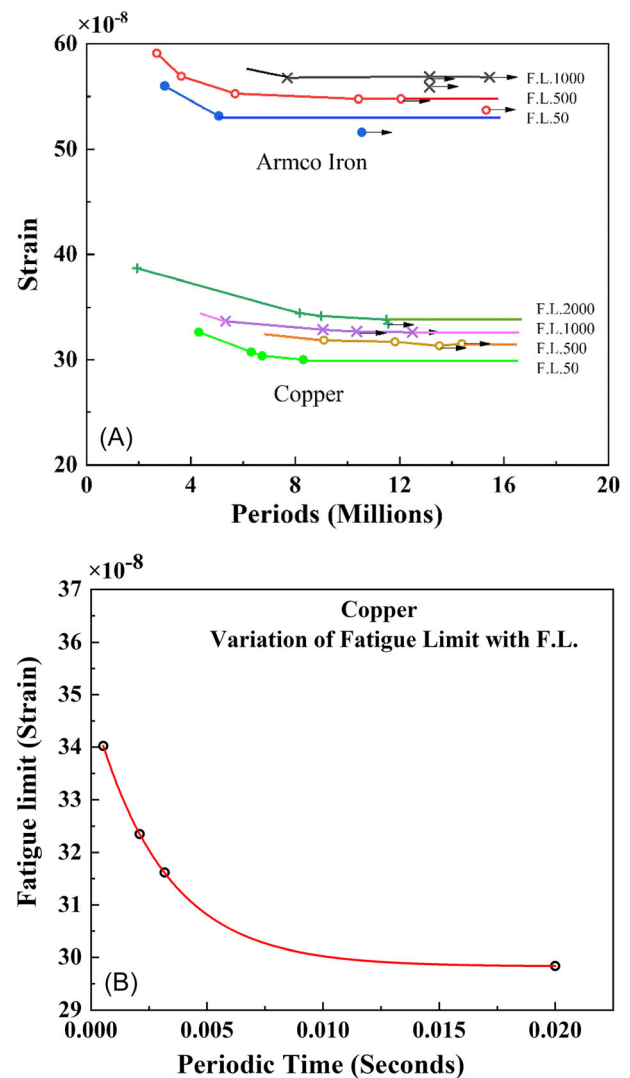 ×10⁻⁸
60
F.L.1000
F.L.500
F.L.50
50
Armco Iron
40
Strain
F.L.2000
F.L.1000
F.L.500
30
F.L.50
Copper
(A)
20
0 4 8 12 16 20
Periods (Millions)
×10⁻⁸
37
Copper
Variation of Fatigue Limit with F.L.
36
35
34
33
32
31
30
29
Fatigue limit (Strain)
(B)
0.000 0.005 0.010 0.015 0.020
Periodic Time (Seconds)